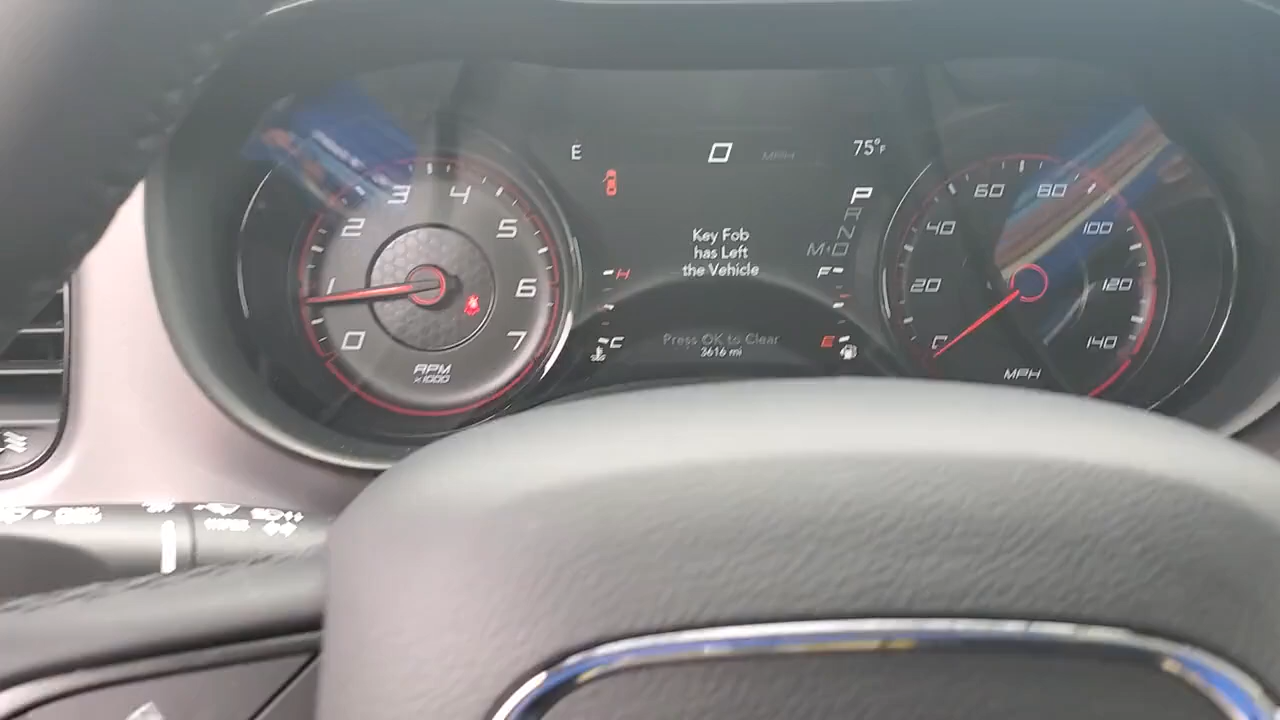 E
0 MPH
75°F
P
R
N
M D
Key Fob
has Left
the Vehicle
Press OK to Clear
3616 mi
H
C
F
E
0
1
2
3
4
5
6
7
RPM
x1000
20
40
60
80
100
120
140
MPH